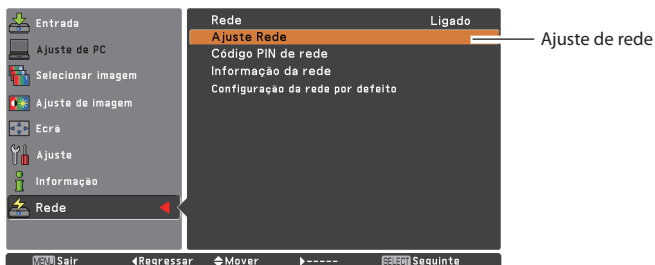 Entrada
Ajuste de PC
Selecionar imagem
Ajuste de imagem
Ecrã
Ajuste
Informação
Rede
Rede Ligado
Ajuste Rede
Código PIN de rede
Informação da rede
Configuração da rede por defeito
Ajuste de rede
MENU Sair Regressar Mover ----- SELECT Seguinte